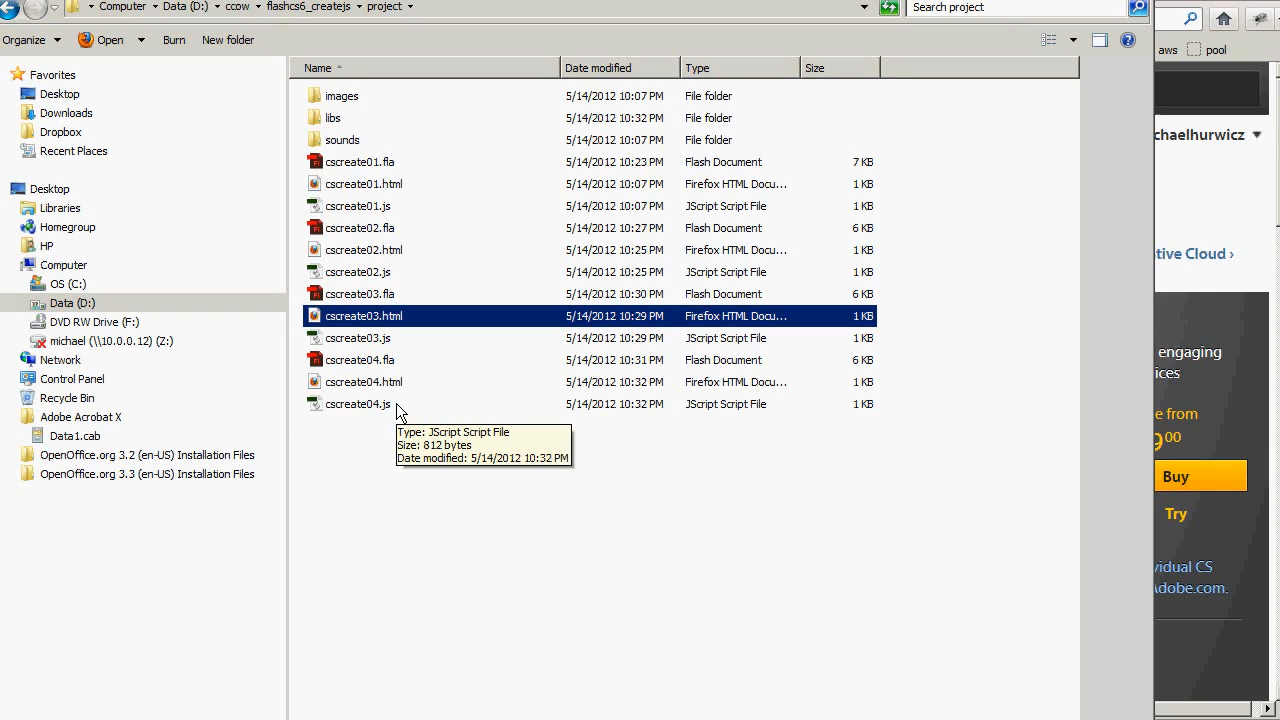 Computer Data (D:) ccow flashcs6_createjs project Search project
Organize Open Burn New folder
aws pool
Name Date modified Type Size
Favorites
Desktop
Downloads
Dropbox
Recent Places
Desktop
Libraries
Homegroup
HP
Computer
OS (C:)
Data (D:)
DVD RW Drive (F:)
michael (\\10.0.0.12) (Z:)
Network
Control Panel
Recycle Bin
Adobe Acrobat X
Data1.cab
OpenOffice.org 3.2 (en-US) Installation Files
OpenOffice.org 3.3 (en-US) Installation Files
images 5/14/2012 10:07 PM File folder
libs 5/14/2012 10:32 PM File folder
sounds 5/14/2012 10:07 PM File folder
cscreate01.fla 5/14/2012 10:23 PM Flash Document 7 KB
cscreate01.html 5/14/2012 10:07 PM Firefox HTML Docu... 1 KB
cscreate01.js 5/14/2012 10:07 PM JScript Script File 1 KB
cscreate02.fla 5/14/2012 10:27 PM Flash Document 6 KB
cscreate02.html 5/14/2012 10:25 PM Firefox HTML Docu... 1 KB
cscreate02.js 5/14/2012 10:25 PM JScript Script File 1 KB
cscreate03.fla 5/14/2012 10:30 PM Flash Document 6 KB
cscreate03.html 5/14/2012 10:29 PM Firefox HTML Docu... 1 KB
cscreate03.js 5/14/2012 10:29 PM JScript Script File 1 KB
cscreate04.fla 5/14/2012 10:31 PM Flash Document 6 KB
cscreate04.html 5/14/2012 10:32 PM Firefox HTML Docu... 1 KB
cscreate04.js 5/14/2012 10:32 PM JScript Script File 1 KB
Type: JScript Script File
Size: 812 bytes
Date modified: 5/14/2012 10:32 PM
chaelhurwicz
tive Cloud ›
engaging
ices
e from
9⁰⁰
Buy
Try
vidual CS
Adobe.com.